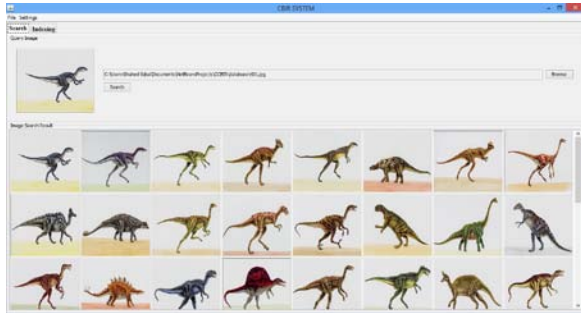 CBIR SYSTEM
File Settings
Search Indexing
Query Image
Browse
Search
Image Search Result